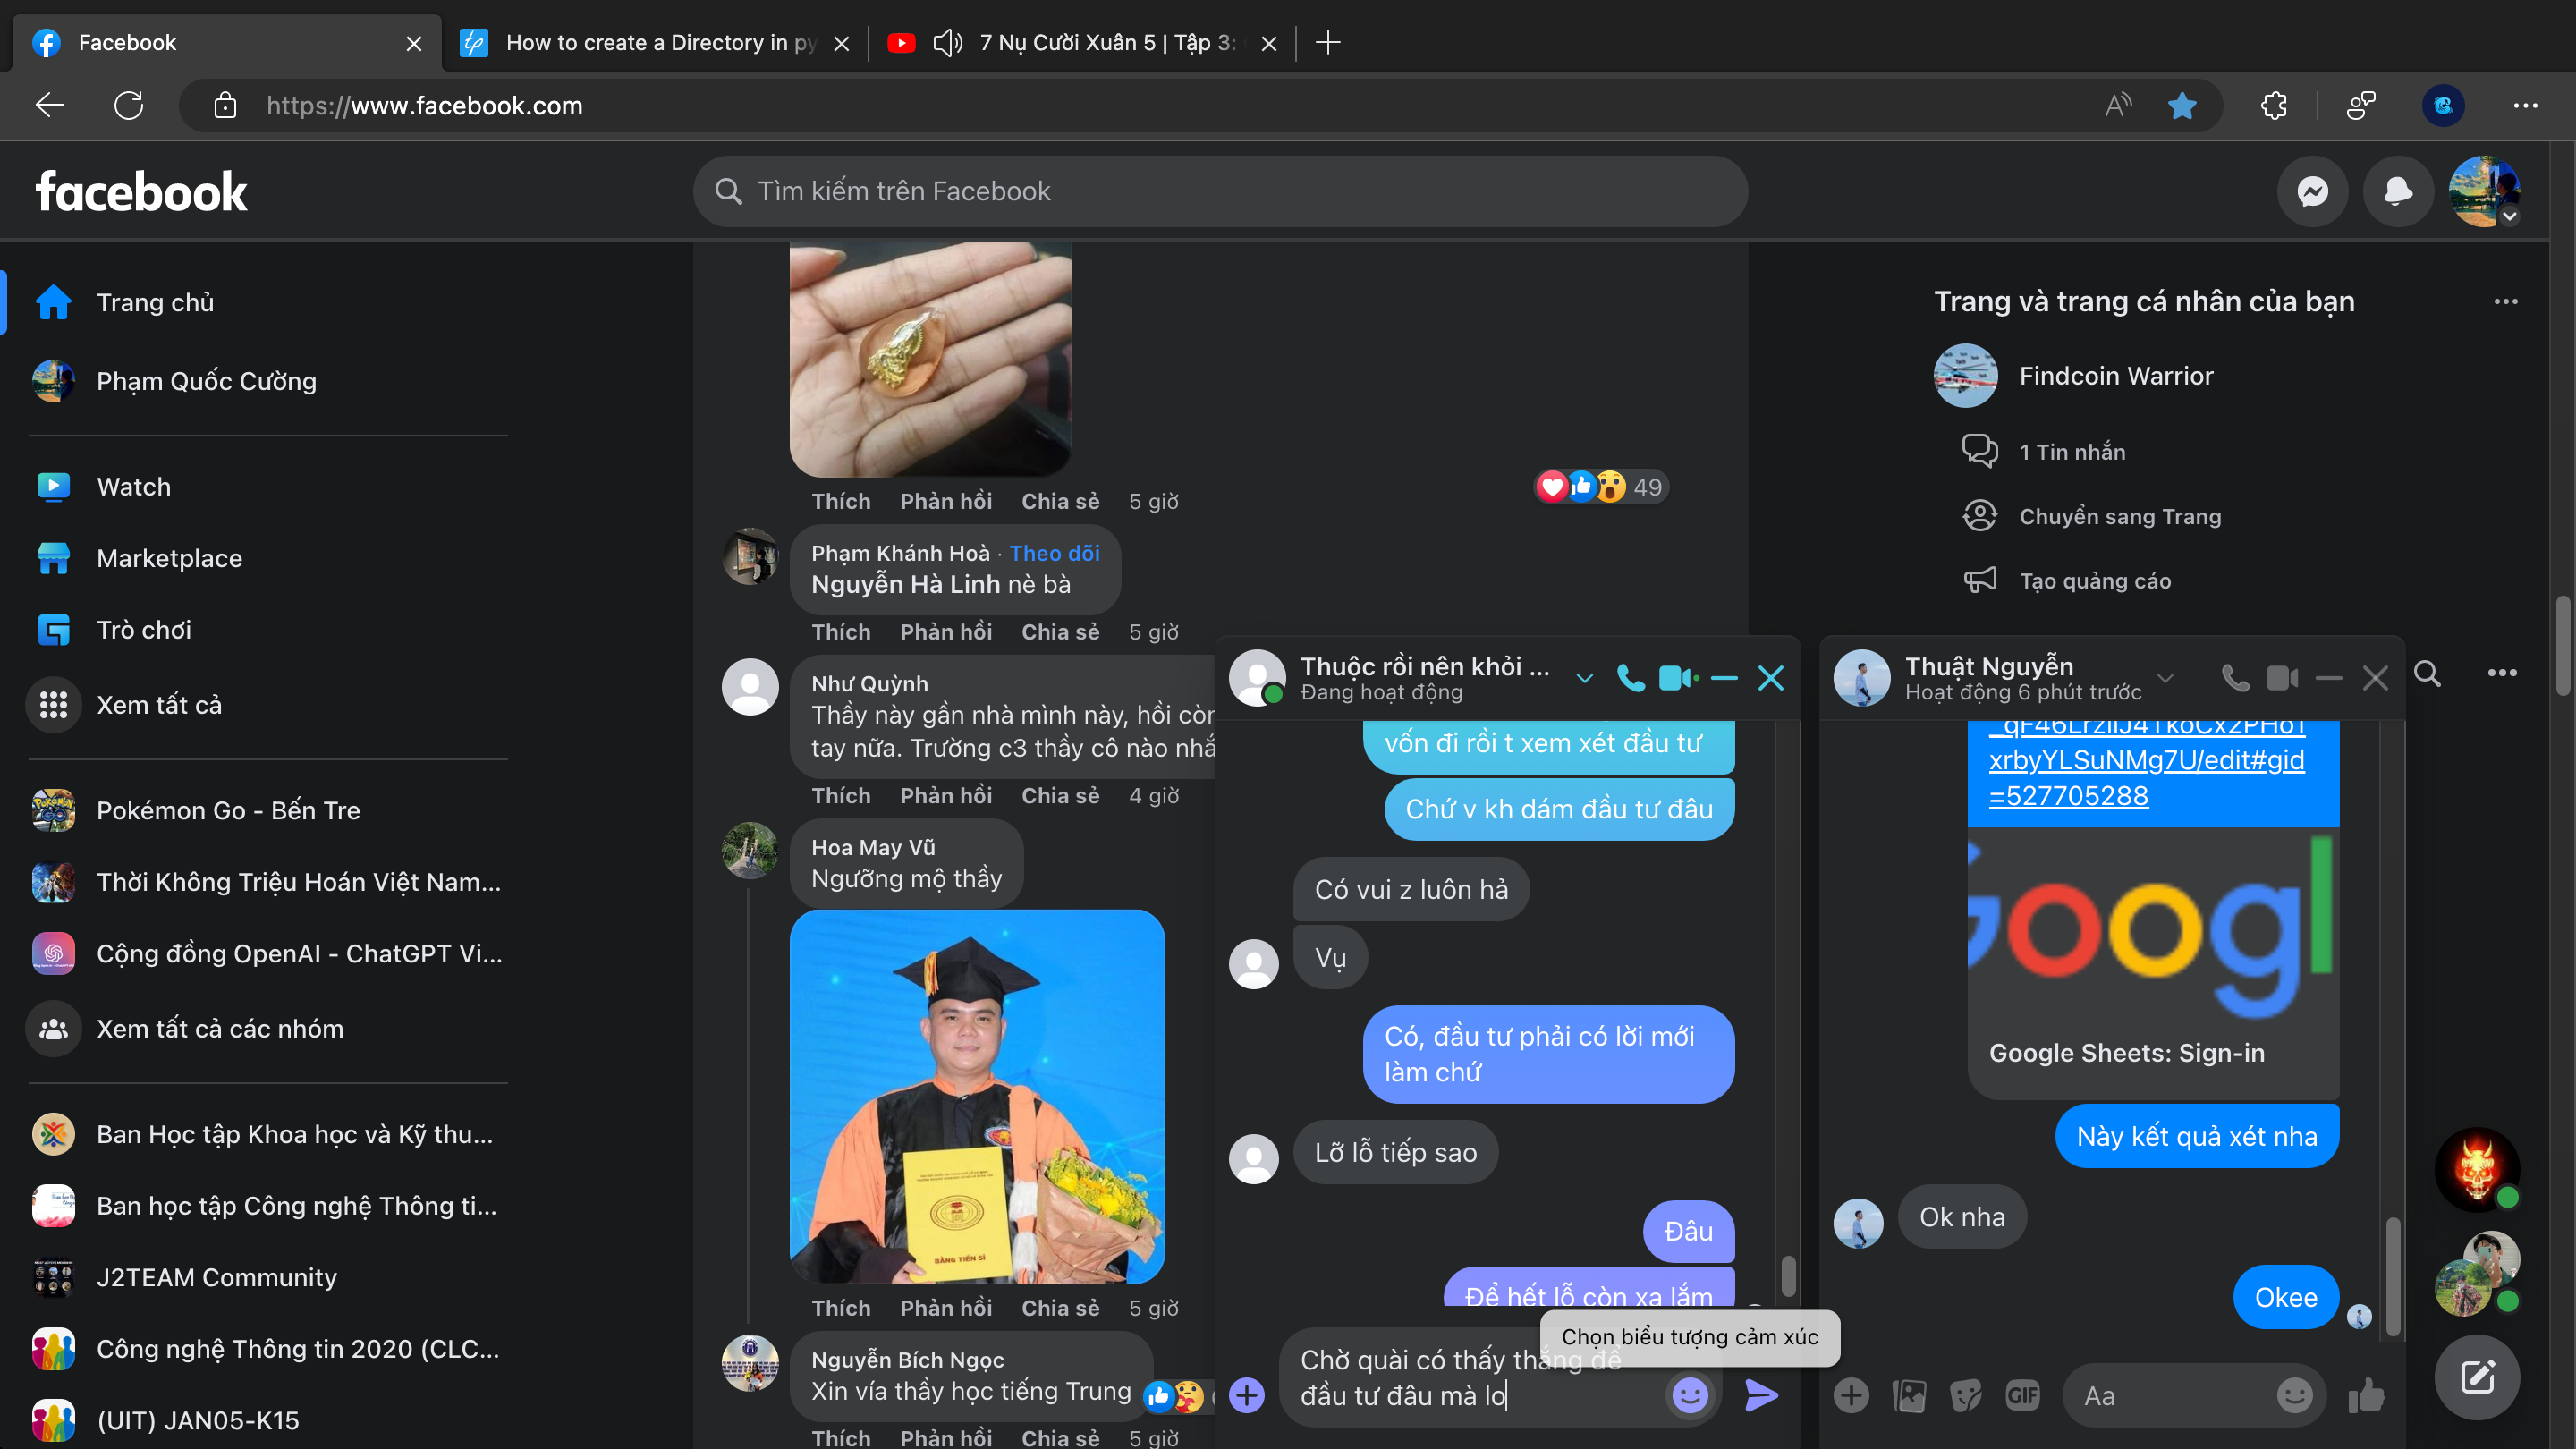 Facebook
How to create a Directory in py
7 Nụ Cười Xuân 5 | Tập 3:
https://www.facebook.com
facebook
Tìm kiếm trên Facebook
Trang chủ
Phạm Quốc Cường
Watch
Marketplace
Trò chơi
Xem tất cả
Pokémon Go - Bến Tre
Thời Không Triệu Hoán Việt Nam...
Cộng đồng OpenAI - ChatGPT Vi...
Xem tất cả các nhóm
Ban Học tập Khoa học và Kỹ thu...
Ban học tập Công nghệ Thông ti...
J2TEAM Community
Công nghệ Thông tin 2020 (CLC...
(UIT) JAN05-K15
Thích Phản hồi Chia sẻ 5 giờ
49
Phạm Khánh Hoà · Theo dõi
Nguyễn Hà Linh nè bà
Thích Phản hồi Chia sẻ 5 giờ
Như Quỳnh
Thầy này gần nhà mình này, hồi còn
tay nữa. Trường c3 thầy cô nào nhắ
Thích Phản hồi Chia sẻ 4 giờ
Hoa May Vũ
Ngưỡng mộ thầy
BẰNG TIẾN SĨ
Thích Phản hồi Chia sẻ 5 giờ
Nguyễn Bích Ngọc
Xin vía thầy học tiếng Trung
Thích Phản hồi Chia sẻ 5 giờ
Trang và trang cá nhân của bạn
Findcoin Warrior
1 Tin nhắn
Chuyển sang Trang
Tạo quảng cáo
Thuộc rồi nên khỏi ...
Đang hoạt động
vốn đi rồi t xem xét đầu tư
Chứ v kh dám đầu tư đâu
Có vui z luôn hả
Vụ
Có, đầu tư phải có lời mới
làm chứ
Lỡ lỗ tiếp sao
Đâu
Để hết lỗ còn xa lắm
Chọn biểu tượng cảm xúc
Chờ quài có thấy thắng để
đầu tư đâu mà lo
Thuật Nguyễn
Hoạt động 6 phút trước
xrbyYLSuNMg7U/edit#gid
=527705288
Googl
Google Sheets: Sign-in
Này kết quả xét nha
Ok nha
Okee
GIF
Aa